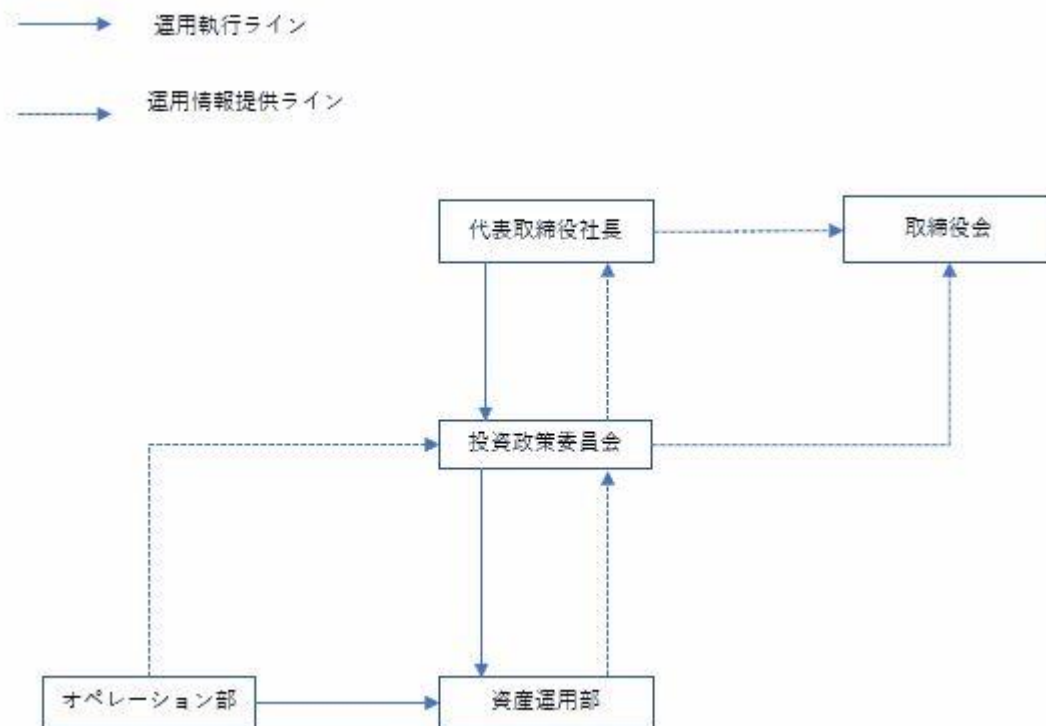 運用執行ライン
運用情報提供ライン
代表取締役社長
取締役会
投資政策委員会
オペレーション部
資産運用部